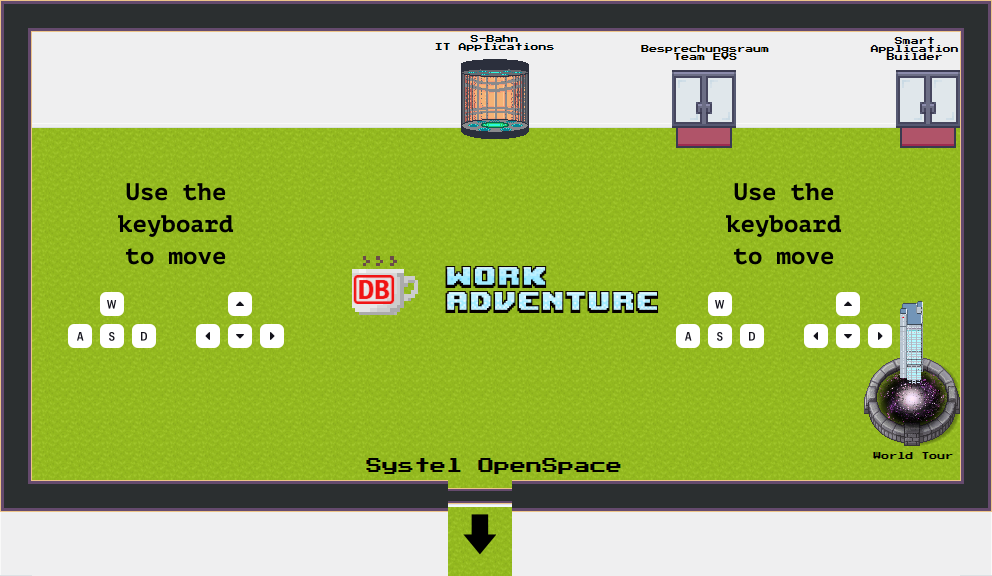 S-Bahn
IT Applications
Besprechungsraum
Team E♥S
Smart
Application
Builder
Use the
keyboard
to move
W
A S D
Use the
keyboard
to move
W
A S D
DB
WORK
ADVENTURE
World Tour
Systel OpenSpace